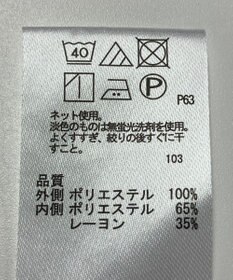 40
P
P63
ネット使用。
淡色のものは無蛍光洗剤を使用。
よくすすぎ、絞りの後すぐに干
すこと。
103
品質
外側 ポリエステル 100%
内側 ポリエステル 65%
レーヨン 35%